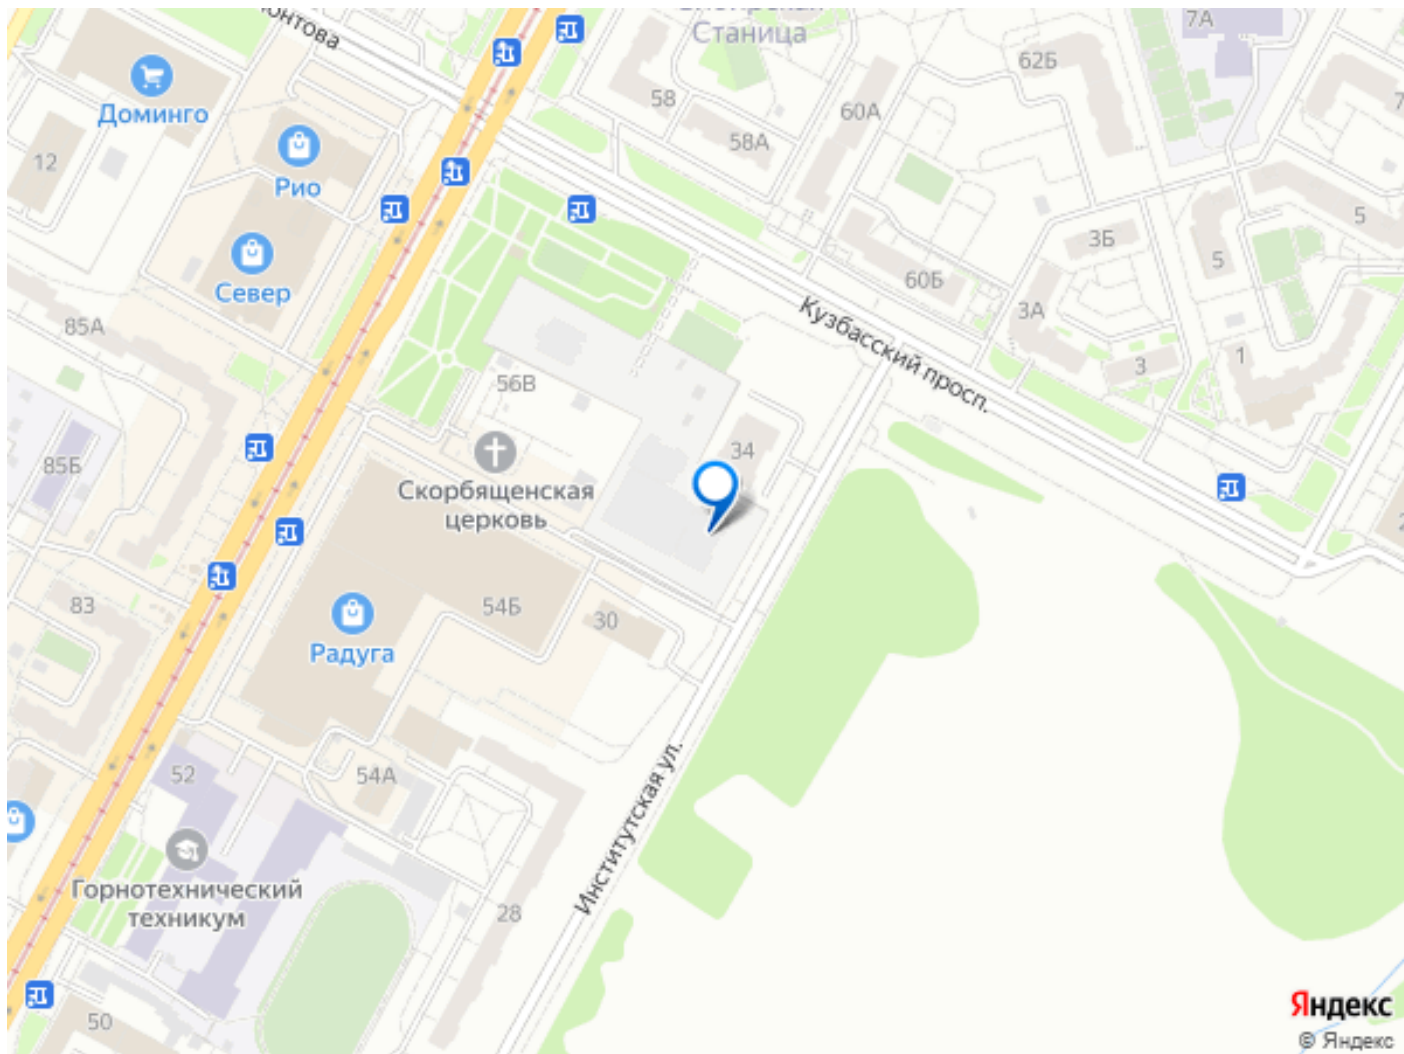 Станица
7А
онтова
62Б
Доминго
58
60А
58А
12
Рио
5
3Б
5
60Б
Север
3А
85А
Кузбасский просп.
1
3
56В
34
85Б
Скорбященская
церковь
83
54Б
30
Радуга
52
54А
Институтская ул.
Горнотехнический
техникум
28
50
Яндекс
© Яндекс